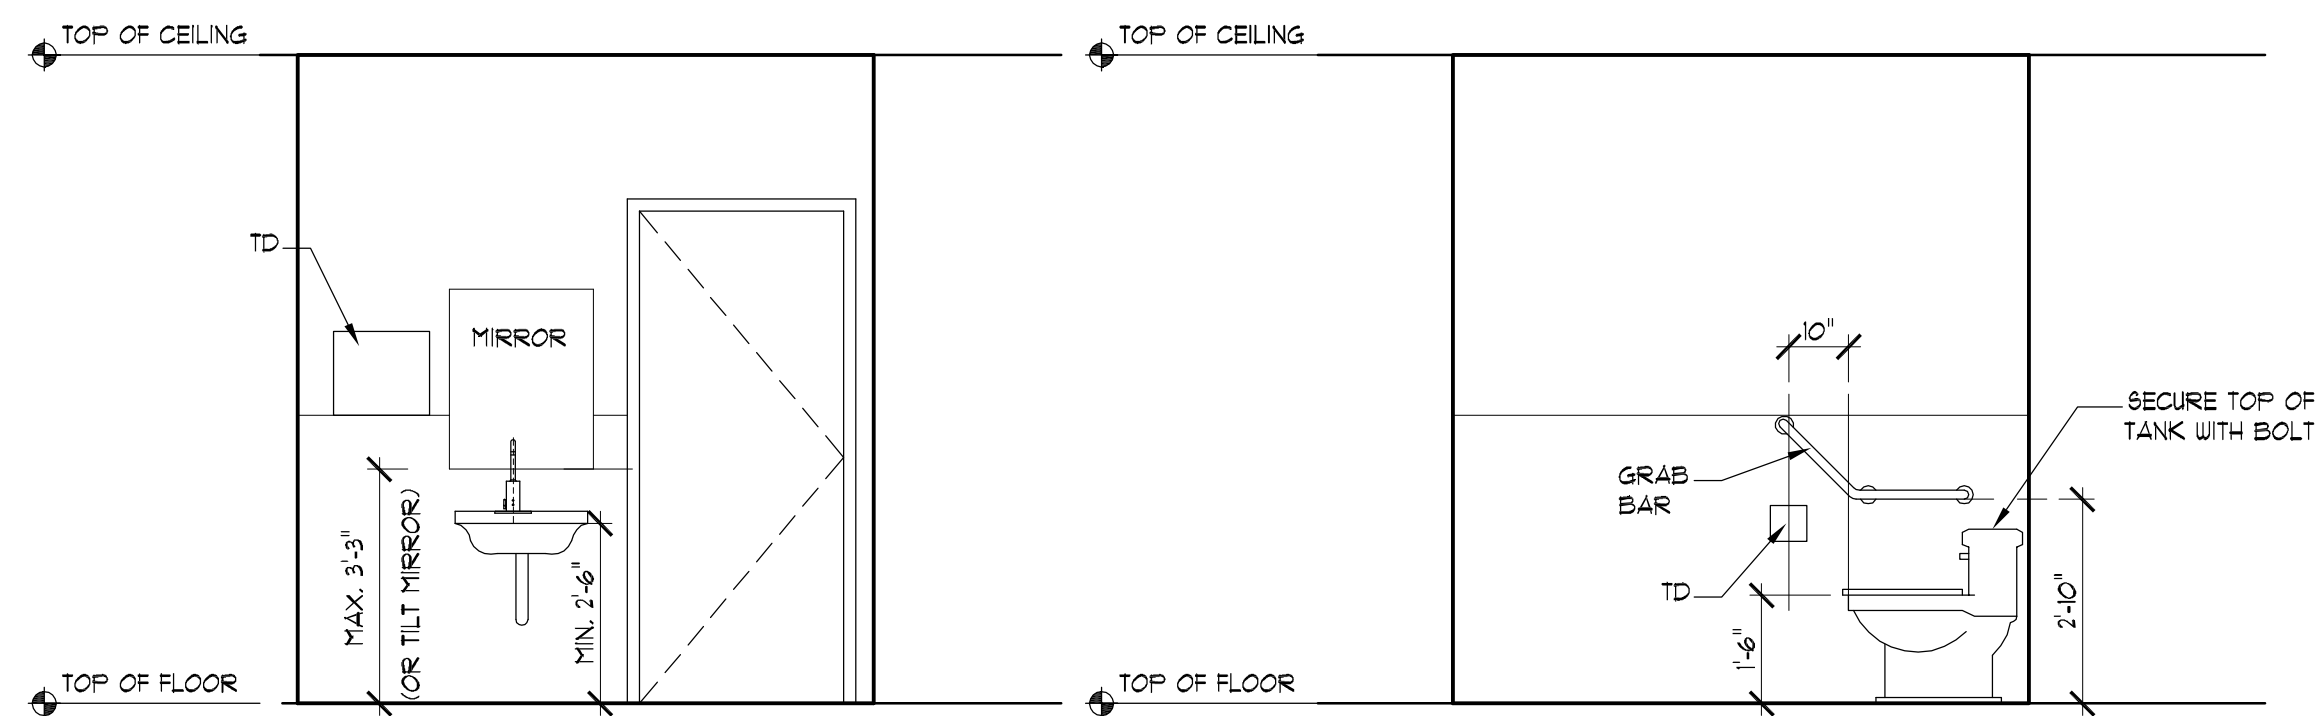 TOP OF CEILING
TD
MIRROR
MAX. 3'-3"
(OR TILT MIRROR)
MIN. 2'-6"
TOP OF FLOOR
TOP OF CEILING
10"
SECURE TOP OF
TANK WITH BOLT
GRAB
BAR
TD
1'-6"
2'-10"
TOP OF FLOOR